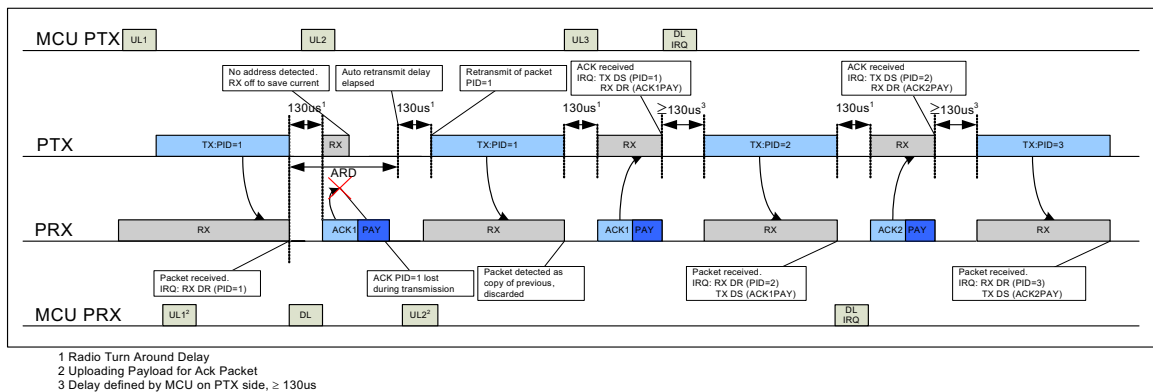 MCU PTX
UL1
UL2
UL3
DL
IRQ
No address detected.
RX off to save current
Auto retransmit delay
elapsed
Retransmit of packet
PID=1
ACK received
IRQ: TX DS (PID=1)
RX DR (ACK1PAY)
ACK received
IRQ: TX DS (PID=2)
RX DR (ACK2PAY)
130us1
130us1
130us1
≥130us3
130us1
≥130us3
PTX
TX:PID=1
RX
TX:PID=1
RX
TX:PID=2
RX
TX:PID=3
ARD
PRX
RX
ACK1
PAY
RX
ACK1
PAY
RX
ACK2
PAY
RX
Packet received.
IRQ: RX DR (PID=1)
ACK PID=1 lost
during transmission
Packet detected as
copy of previous,
discarded
Packet received.
IRQ: RX DR (PID=2)
TX DS (ACK1PAY)
Packet received.
IRQ: RX DR (PID=3)
TX DS (ACK2PAY)
MCU PRX
UL1²
DL
UL2²
DL
IRQ
1 Radio Turn Around Delay
2 Uploading Payload for Ack Packet
3 Delay defined by MCU on PTX side, ≥ 130us